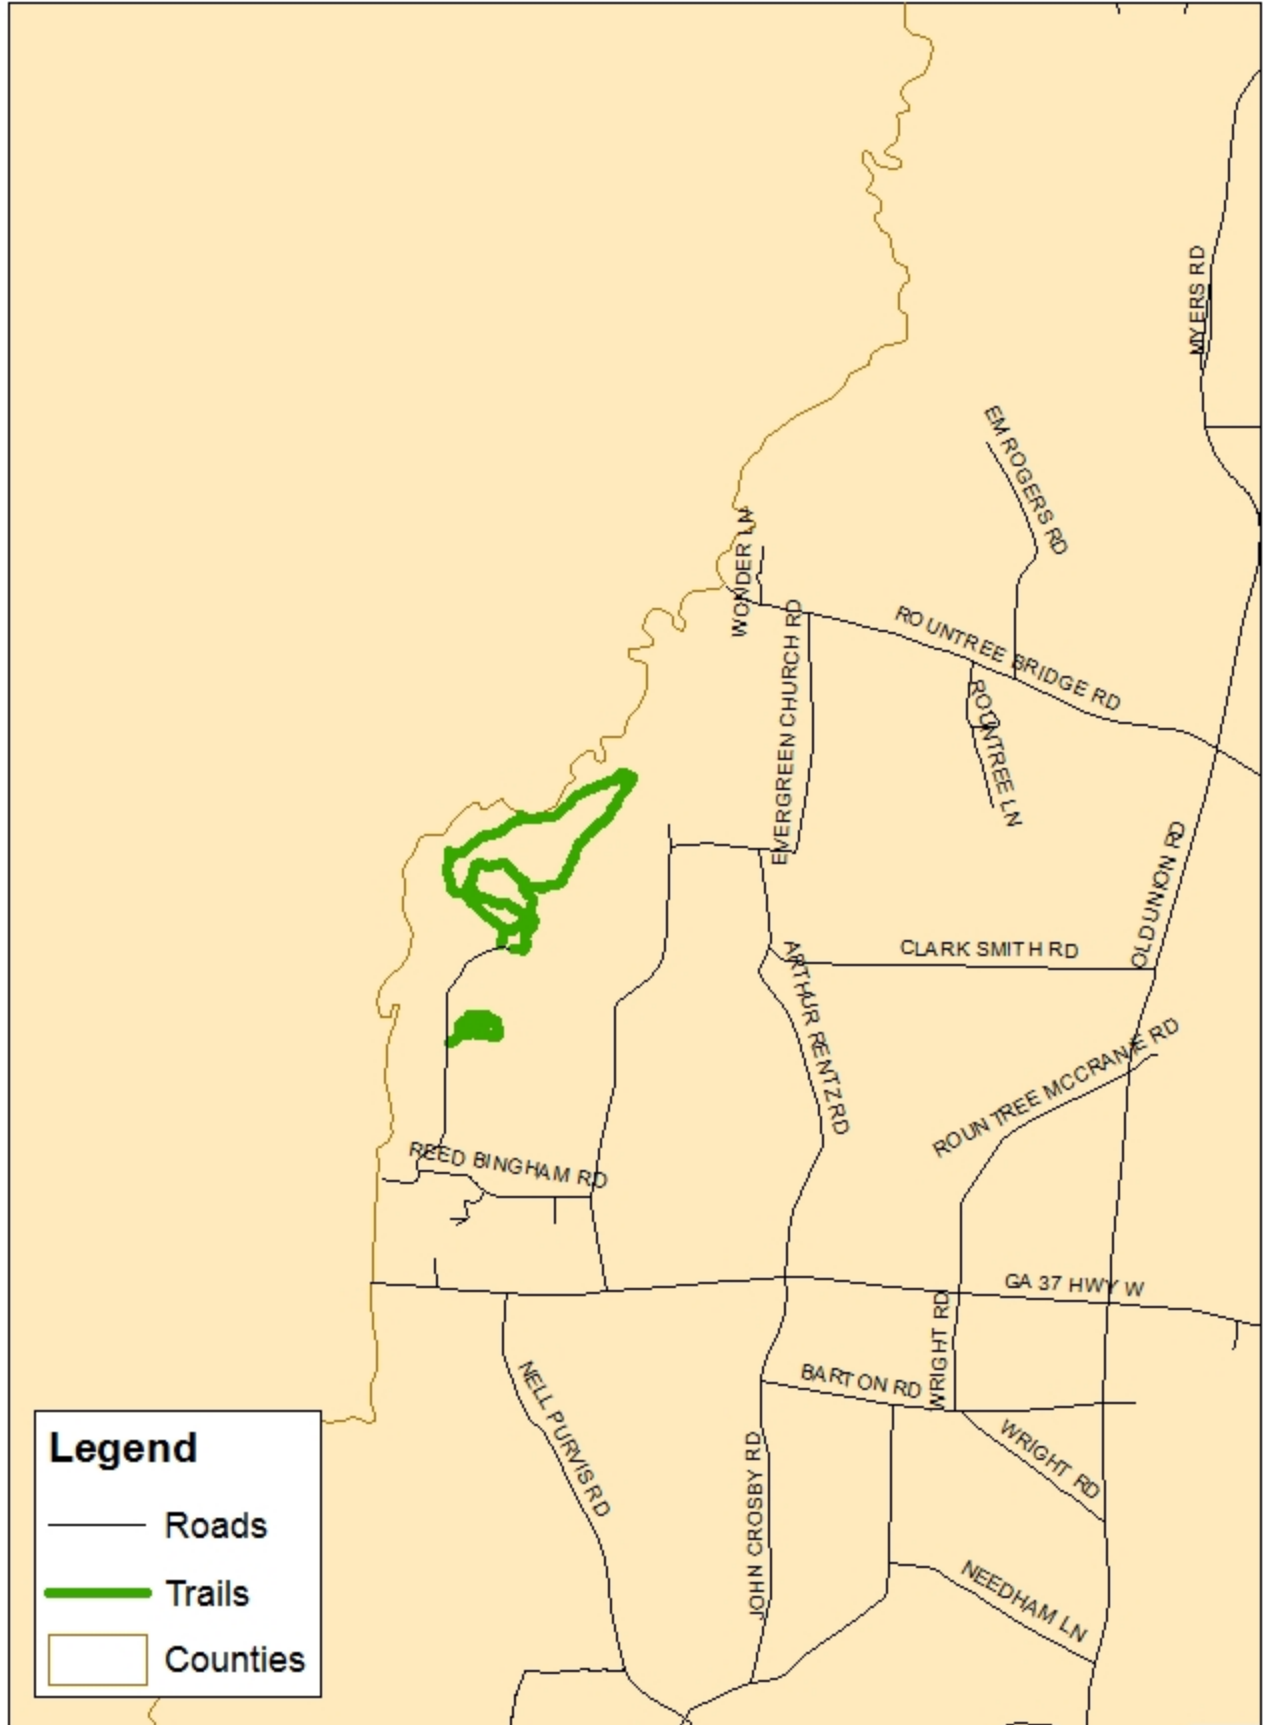 MYERS RD
EM ROGERS RD
WONDER LN
ROUNTREE BRIDGE RD
EVERGREEN CHURCH RD
ROUNTREE LN
OLD UNION RD
CLARK SMITH RD
ARTHUR RENTZ RD
ROUNTREE MCCRANIE RD
REED BINGHAM RD
GA 37 HWY W
WRIGHT RD
BARTON RD
NELL PURVIS RD
WRIGHT RD
JOHN CROSBY RD
NEEDHAM LN
Legend
Roads
Trails
Counties